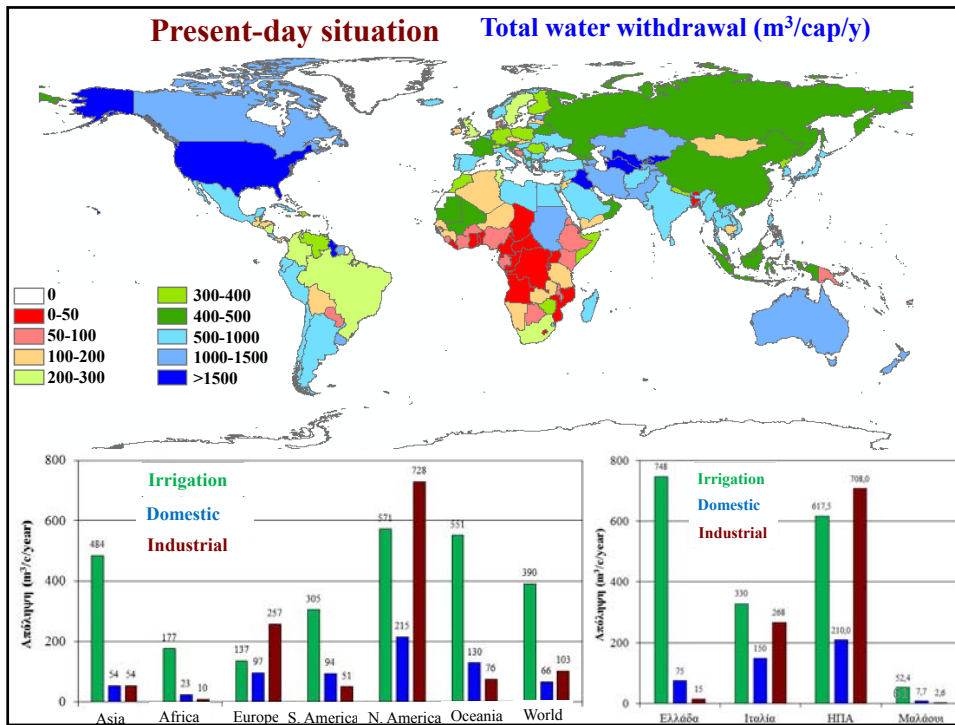 Present-day situation
Total water withdrawal (m³/cap/y)
0
0-50
50-100
100-200
200-300
300-400
400-500
500-1000
1000-1500
>1500
Απόληψη (m³/c/year)
800
600
400
200
0
Irrigation
Domestic
Industrial
484
54
54
177
23
10
137
97
257
305
94
51
571
215
728
551
130
76
390
66
103
Asia
Africa
Europe
S. America
N. America
Oceania
World
Απόληψη (m³/c/year)
800
600
400
200
0
Irrigation
Domestic
Industrial
748
75
15
330
150
268
617,5
210,0
708,0
52,4
7,7
2,6
Ελλάδα
Ιταλία
ΗΠΑ
Μαλάουι